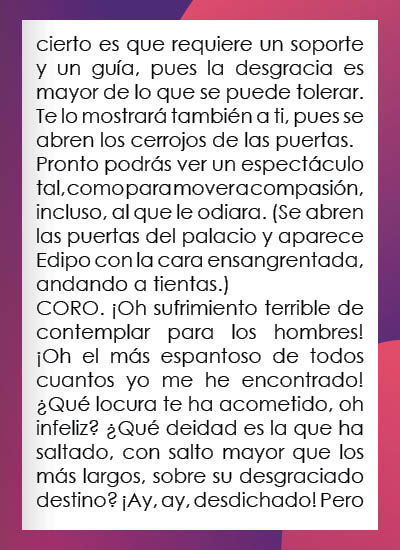 cierto es que requiere un soporte
y un guía, pues la desgracia es
mayor de lo que se puede tolerar.
Te lo mostrará también a ti, pues se
abren los cerrojos de las puertas.
Pronto podrás ver un espectáculo
tal, como para mover a compasión,
incluso, al que le odiara. (Se abren
las puertas del palacio y aparece
Edipo con la cara ensangrentada,
andando a tientas.)
CORO. ¡Oh sufrimiento terrible de
contemplar para los hombres!
¡Oh el más espantoso de todos
cuantos yo me he encontrado!
¿Qué locura te ha acometido, oh
infeliz? ¿Qué deidad es la que ha
saltado, con salto mayor que los
más largos, sobre su desgraciado
destino? ¡Ay, ay, desdichado! Pero